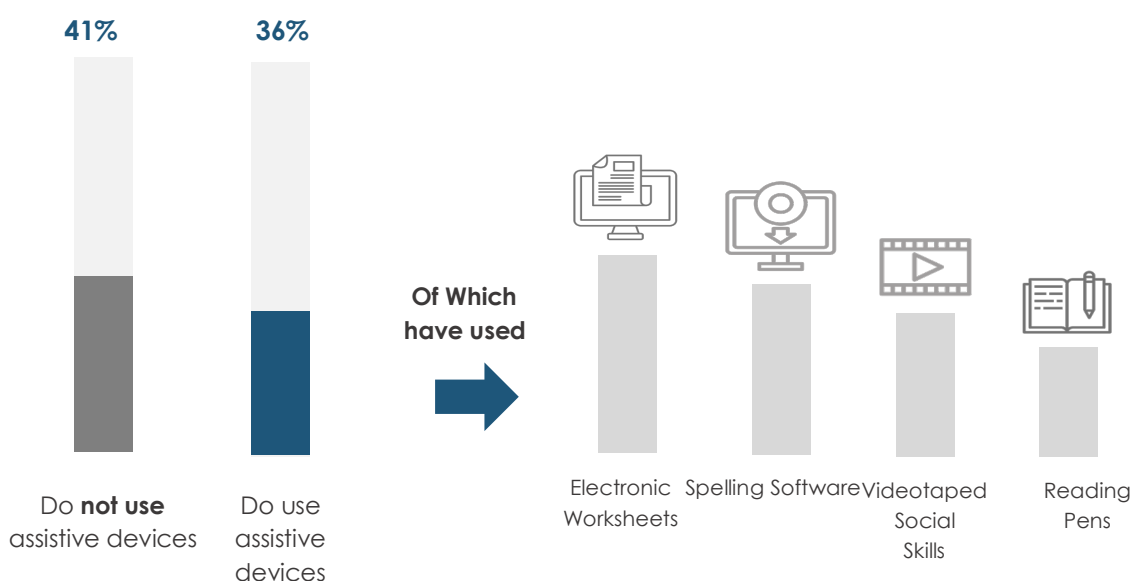 41%
36%
Of Which
have used
Do not use
assistive devices
Do use
assistive
devices
Electronic
Worksheets
Spelling Software
Videotaped
Social
Skills
Reading
Pens